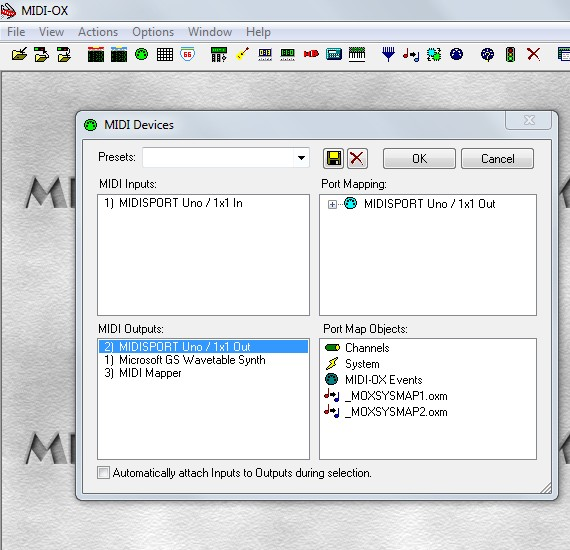 MIDI-OX
File View Actions Options Window Help
66
MIDI Devices
Presets:
OK
Cancel
MIDI Inputs:
1) MIDISPORT Uno / 1x1 In
Port Mapping:
MIDISPORT Uno / 1x1 Out
MIDI Outputs:
2) MIDISPORT Uno / 1x1 Out
1) Microsoft GS Wavetable Synth
3) MIDI Mapper
Port Map Objects:
Channels
System
MIDI-OX Events
_MOXSYSMAP1.oxm
_MOXSYSMAP2.oxm
Automatically attach Inputs to Outputs during selection.